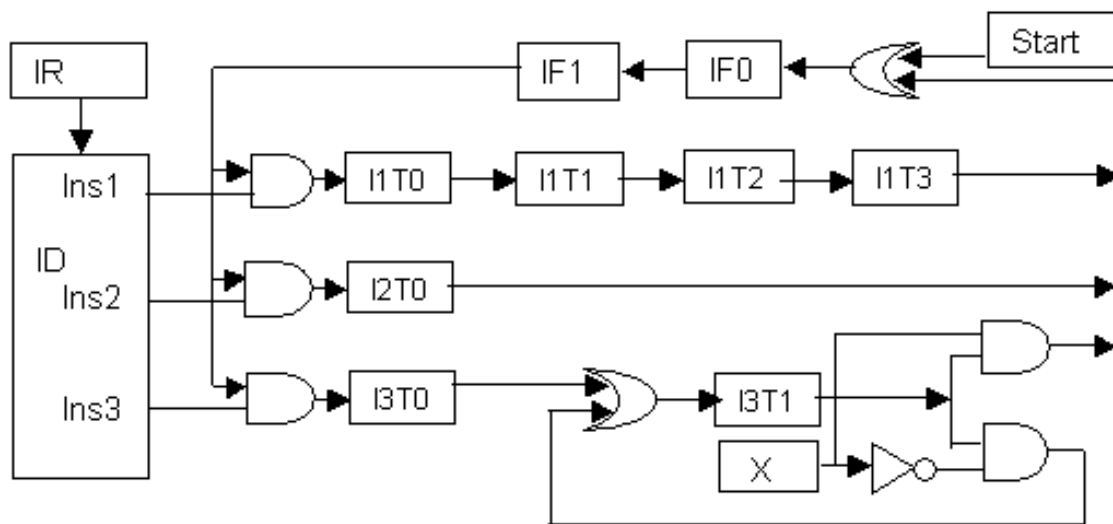 Start
IR
IF1
IF0
Ins1
I1T0
I1T1
I1T2
I1T3
ID
Ins2
I2T0
Ins3
I3T0
I3T1
X